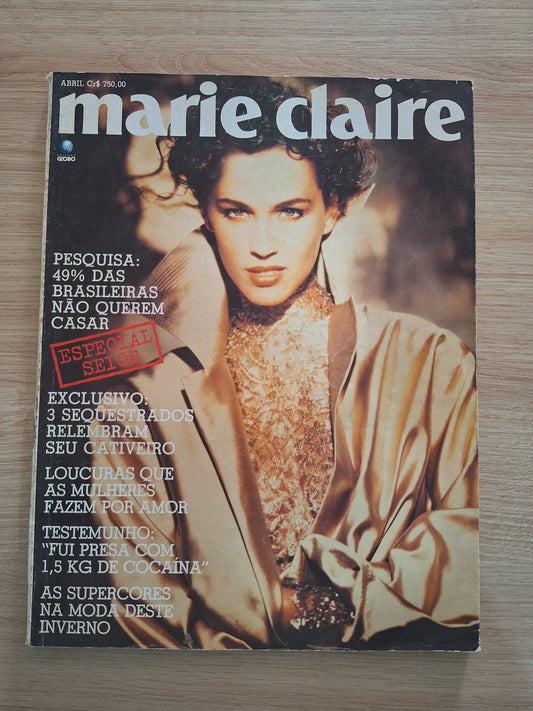 ABRIL Cr$ 750,00
marie claire
GLOBO
PESQUISA:
49% DAS
BRASILEIRAS
NÃO QUEREM
CASAR
ESPECIAL
SEIOS
EXCLUSIVO:
3 SEQÜESTRADOS
RELEMBRAM
SEU CATIVEIRO
LOUCURAS QUE
AS MULHERES
FAZEM POR AMOR
TESTEMUNHO:
"FUI PRESA COM
1,5 KG DE COCAÍNA"
AS SUPERCORES
NA MODA DESTE
INVERNO